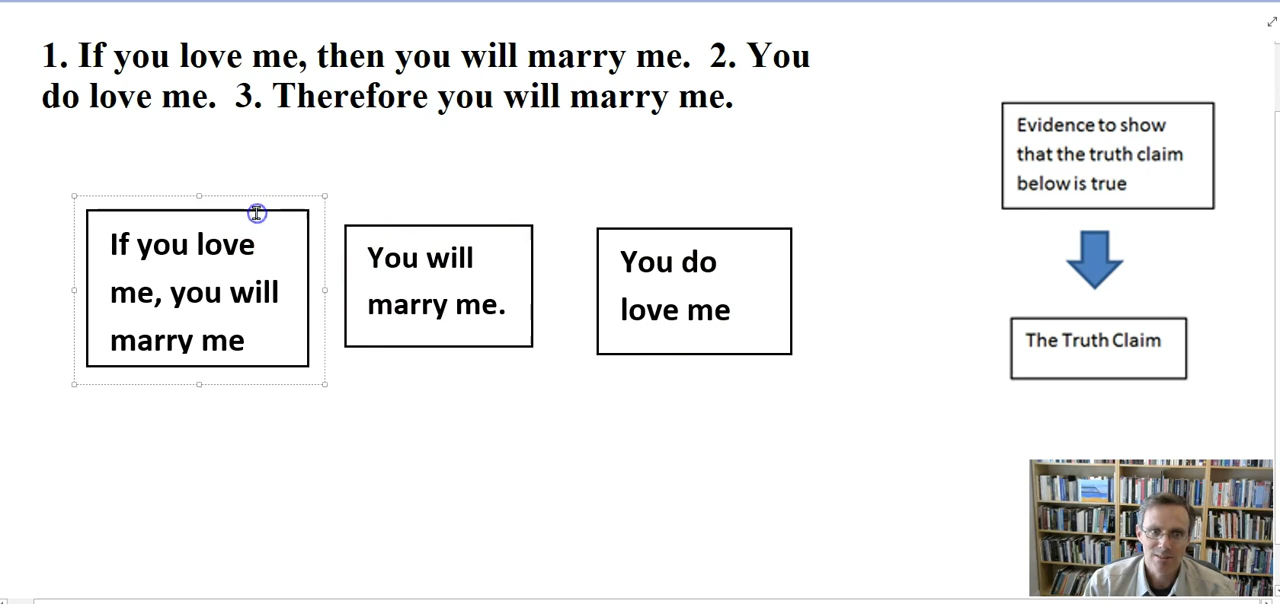 1. If you love me, then you will marry me.  2. You
do love me.  3. Therefore you will marry me.
Evidence to show
that the truth claim
below is true
If you love
me, you will
marry me
You will
marry me.
You do
love me
The Truth Claim